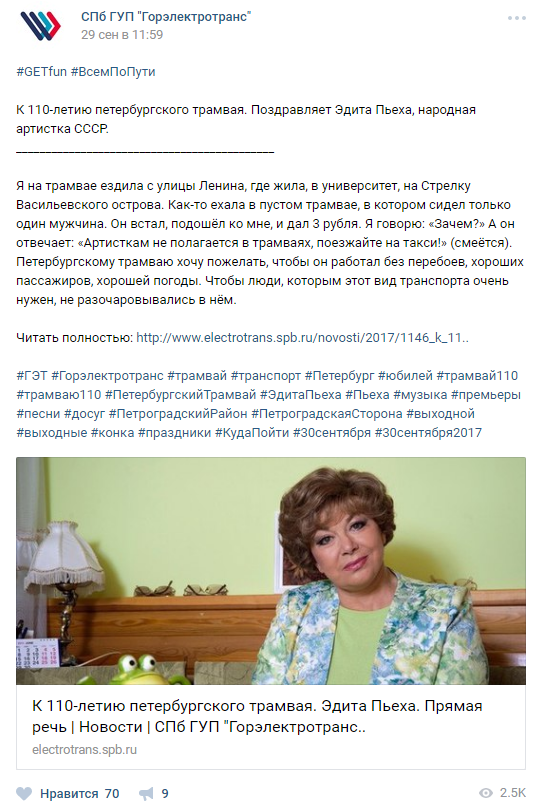 СПб ГУП "Горэлектротранс"
29 сен в 11:59
#GETfun #ВсемПоПути
К 110-летию петербургского трамвая. Поздравляет Эдита Пьеха, народная
артистка СССР.
___________________________________________
Я на трамвае ездила с улицы Ленина, где жила, в университет, на Стрелку
Васильевского острова. Как-то ехала в пустом трамвае, в котором сидел только
один мужчина. Он встал, подошёл ко мне, и дал 3 рубля. Я говорю: «Зачем?» А он
отвечает: «Артисткам не полагается в трамваях, поезжайте на такси!» (смеётся).
Петербургскому трамваю хочу пожелать, чтобы он работал без перебоев, хороших
пассажиров, хорошей погоды. Чтобы люди, которым этот вид транспорта очень
нужен, не разочаровывались в нём.
Читать полностью: http://www.electrotrans.spb.ru/novosti/2017/1146_k_11..
#ГЭТ #Горэлектротранс #трамвай #транспорт #Петербург #юбилей #трамвай110
#трамваю110 #ПетербургскийТрамвай #ЭдитаПьеха #Пьеха #музыка #премьеры
#песни #досуг #ПетроградскийРайон #ПетроградскаяСторона #выходной
#выходные #конка #праздники #КудаПойти #30сентября #30сентября2017
К 110-летию петербургского трамвая. Эдита Пьеха. Прямая
речь | Новости | СПб ГУП "Горэлектротранс..
electrotrans.spb.ru
Нравится 70 9 2.5K